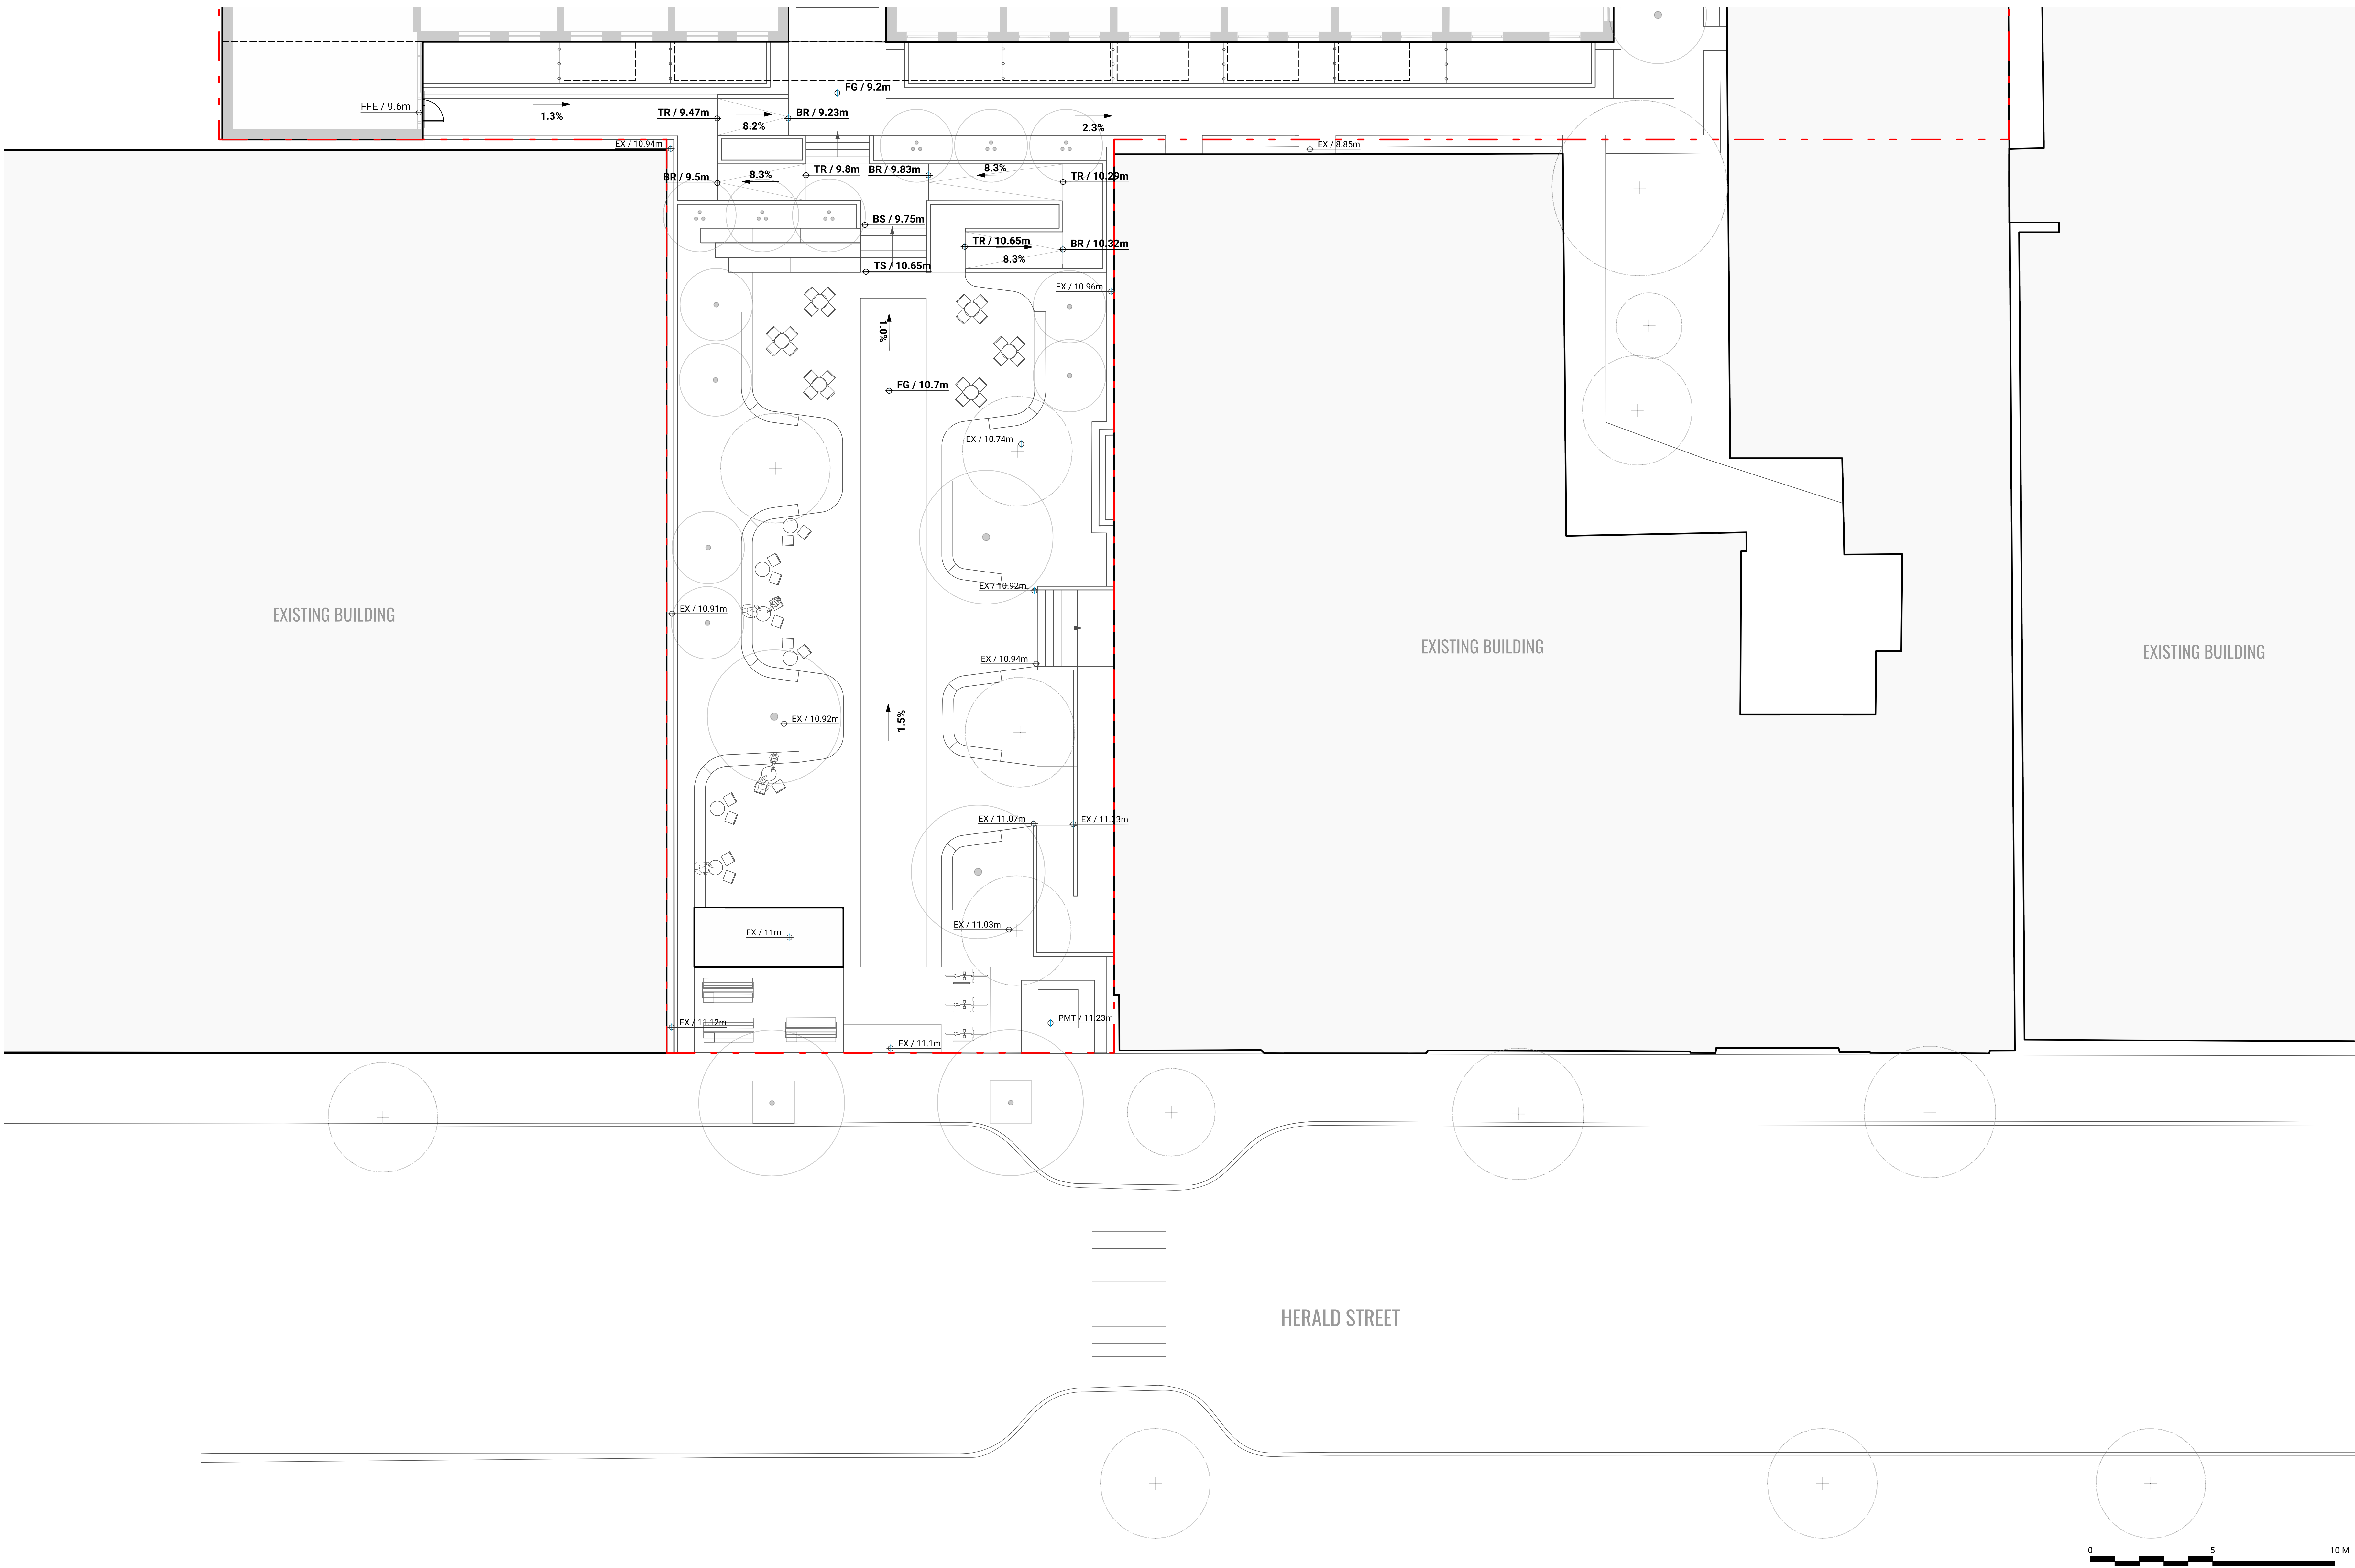 FG / 9.2m
FFE / 9.6m
1.3%
TR / 9.47m
BR / 9.23m
8.2%
2.3%
EX / 10.94m
EX / 8.85m
BR / 9.5m
8.3%
TR / 9.8m
BR / 9.83m
8.3%
TR / 10.29m
BS / 9.75m
TR / 10.65m
BR / 10.32m
8.3%
TS / 10.65m
EX / 10.96m
1.0%
FG / 10.7m
EX / 10.74m
EX / 10.92m
EX / 10.91m
EXISTING BUILDING
EXISTING BUILDING
EXISTING BUILDING
EX / 10.94m
EX / 10.92m
1.5%
EX / 11.07m
EX / 11.03m
EX / 11m
EX / 11.03m
EX / 11.12m
PMT / 11.23m
EX / 11.1m
HERALD STREET
0 5 10 M